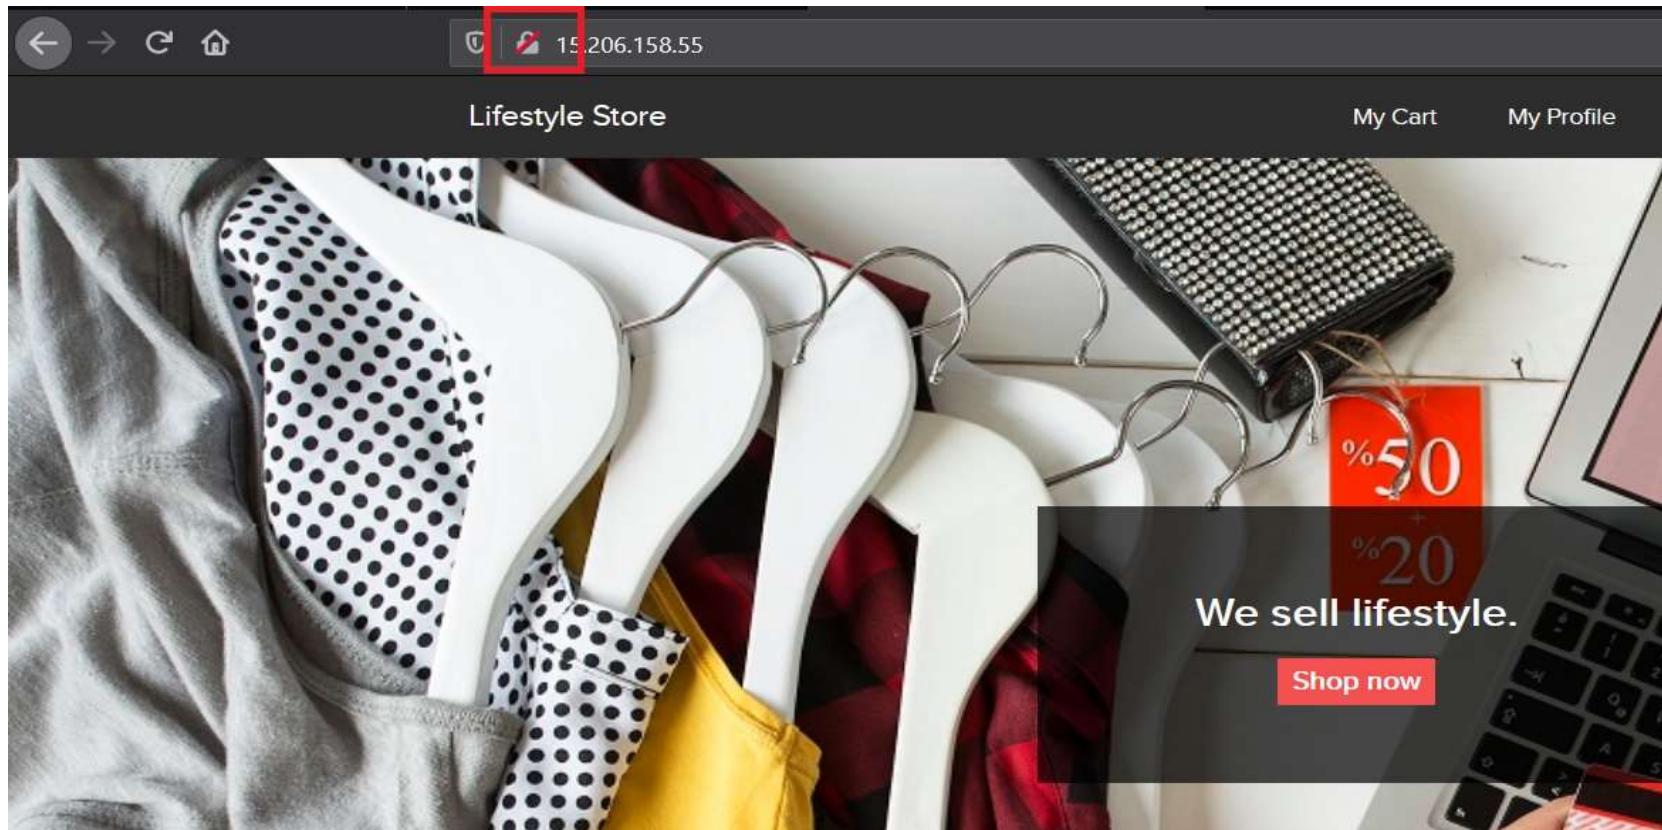 15.206.158.55
Lifestyle Store
My Cart
My Profile
%50
+
%20
We sell lifestyle.
Shop now